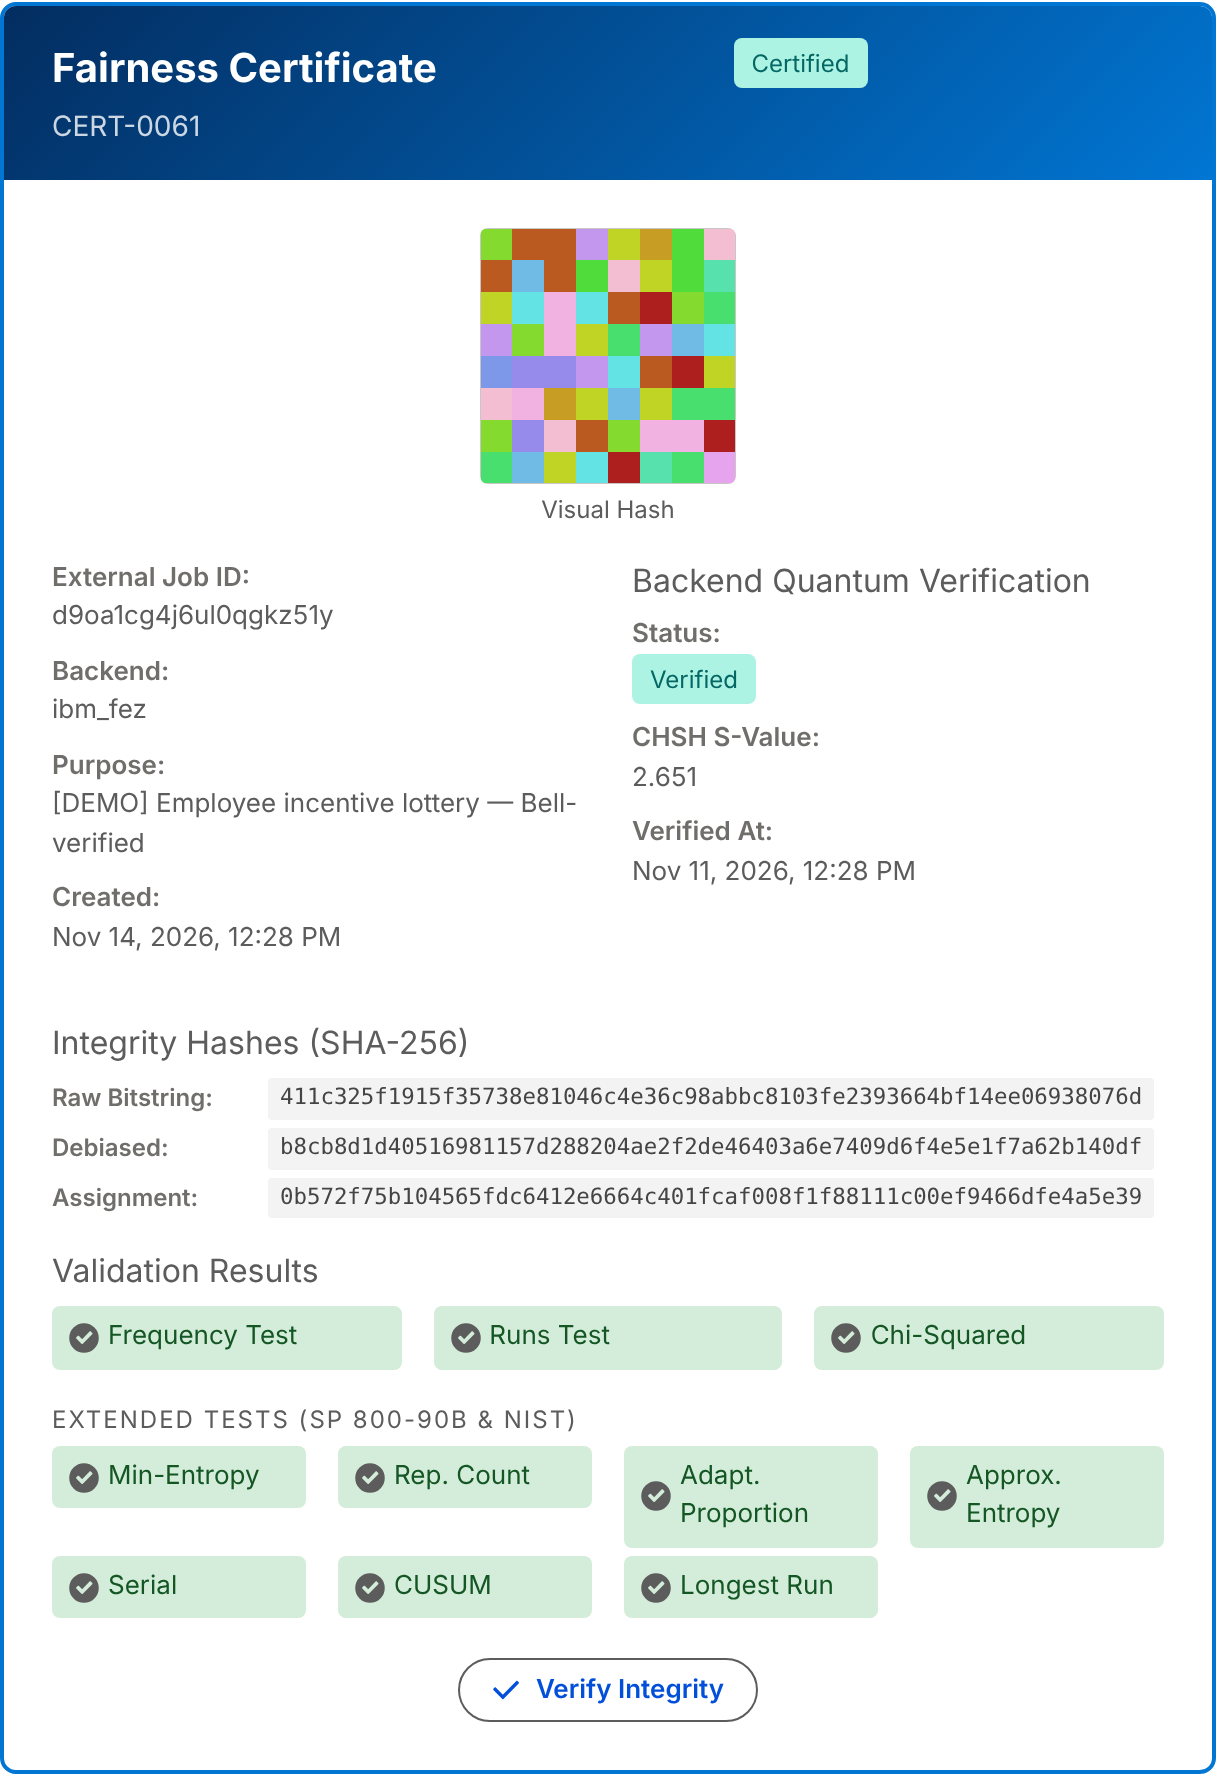 Fairness Certificate
Certified
CERT-0061
Visual Hash
External Job ID:
d9oa1cg4j6ul0qgkz51y
Backend:
ibm_fez
Purpose:
[DEMO] Employee incentive lottery — Bell-
verified
Created:
Nov 14, 2026, 12:28 PM
Backend Quantum Verification
Status:
Verified
CHSH S-Value:
2.651
Verified At:
Nov 11, 2026, 12:28 PM
Integrity Hashes (SHA-256)
Raw Bitstring: 411c325f1915f35738e81046c4e36c98abbc8103fe2393664bf14ee06938076d
Debiased: b8cb8d1d40516981157d288204ae2f2de46403a6e7409d6f4e5e1f7a62b140df
Assignment: 0b572f75b104565fdc6412e6664c401fcaf008f1f88111c00ef9466dfe4a5e39
Validation Results
Frequency Test
Runs Test
Chi-Squared
EXTENDED TESTS (SP 800-90B & NIST)
Min-Entropy
Rep. Count
Adapt.
Proportion
Approx.
Entropy
Serial
CUSUM
Longest Run
Verify Integrity